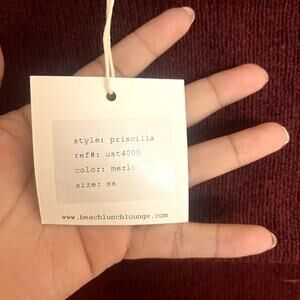 style: priscilla
ref#: ust4000
color: merlot
size: xs
www.beachlunchlounge.com